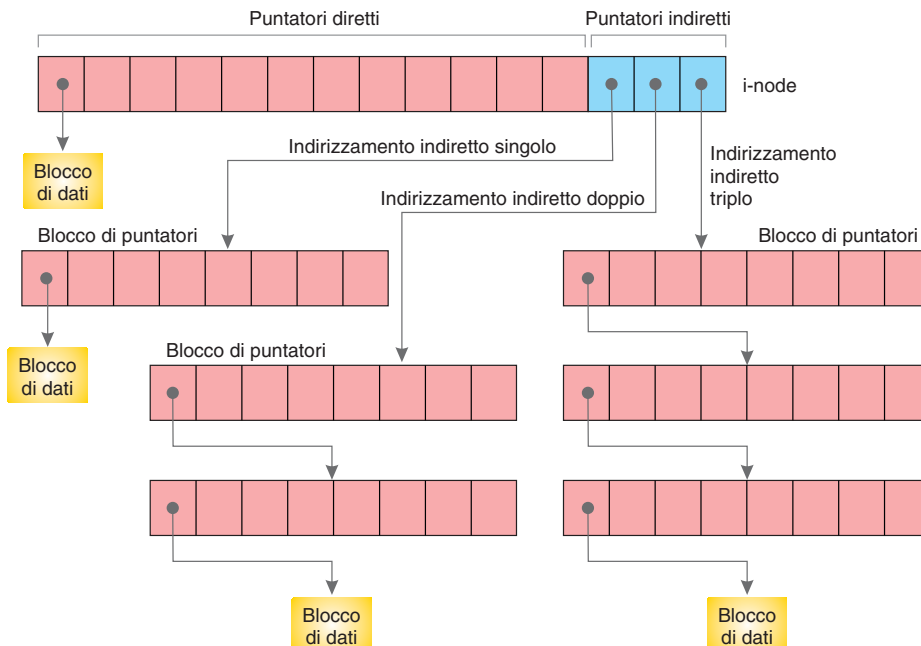 Puntatori diretti
Puntatori indiretti
i-node
Indirizzamento indiretto singolo
Indirizzamento
indiretto
triplo
Blocco
di dati
Indirizzamento indiretto doppio
Blocco di puntatori
Blocco di puntatori
Blocco di puntatori
Blocco
di dati
Blocco
di dati
Blocco
di dati